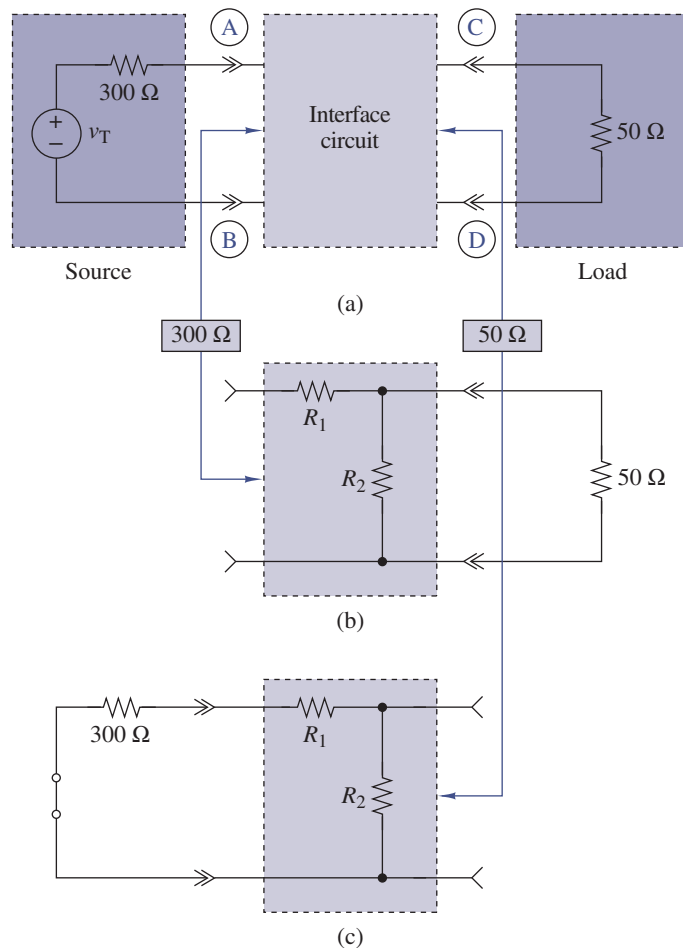 A
C
300 Ω
+
−
v_T
Interface
circuit
50 Ω
B
D
Source
Load
(a)
300 Ω
50 Ω
R_1
R_2
50 Ω
(b)
300 Ω
R_1
R_2
(c)